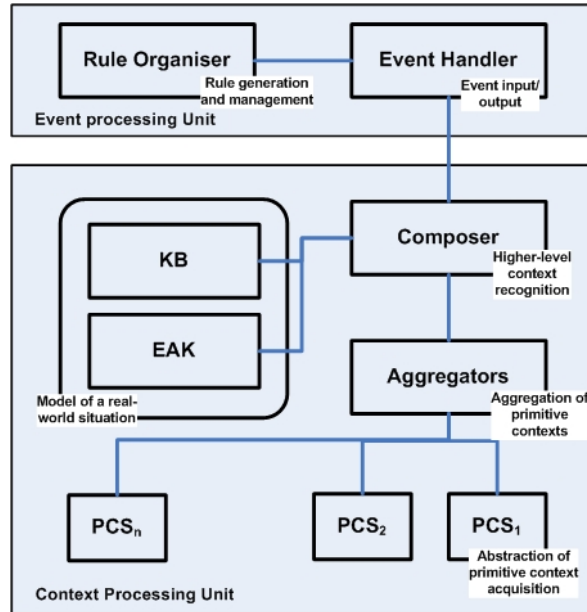 Rule Organiser
Rule generation
and management
Event Handler
Event input/
output
Event processing Unit
KB
EAK
Model of a real-
world situation
Composer
Higher-level
context
recognition
Aggregators
Aggregation of
primitive
contexts
PCSn
PCS2
PCS1
Abstraction of
primitive context
acquisition
Context Processing Unit